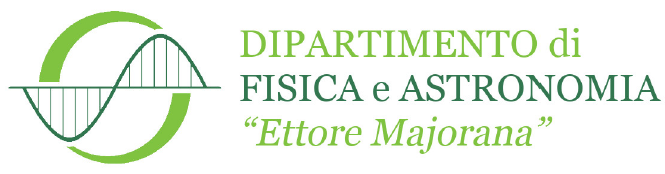 DIPARTIMENTO di
FISICA e ASTRONOMIA
“Ettore Majorana”